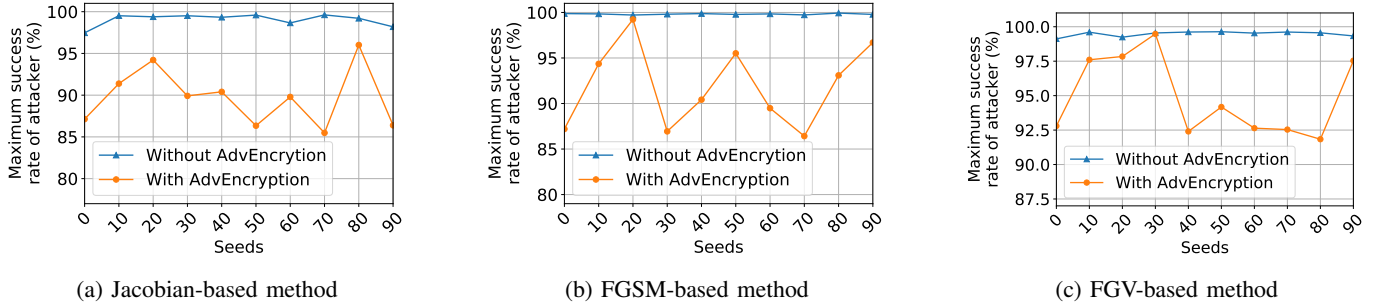 Maximum success
rate of attacker (%)
100
95
90
85
80
Without AdvEncrytion
With AdvEncryption
0 10 20 30 40 50 60 70 80 90
Seeds
(a) Jacobian-based method
Maximum success
rate of attacker (%)
100
95
90
85
80
Without AdvEncrytion
With AdvEncryption
0 10 20 30 40 50 60 70 80 90
Seeds
(b) FGSM-based method
Maximum success
rate of attacker (%)
100.0
97.5
95.0
92.5
90.0
87.5
Without AdvEncrytion
With AdvEncryption
0 10 20 30 40 50 60 70 80 90
Seeds
(c) FGV-based method